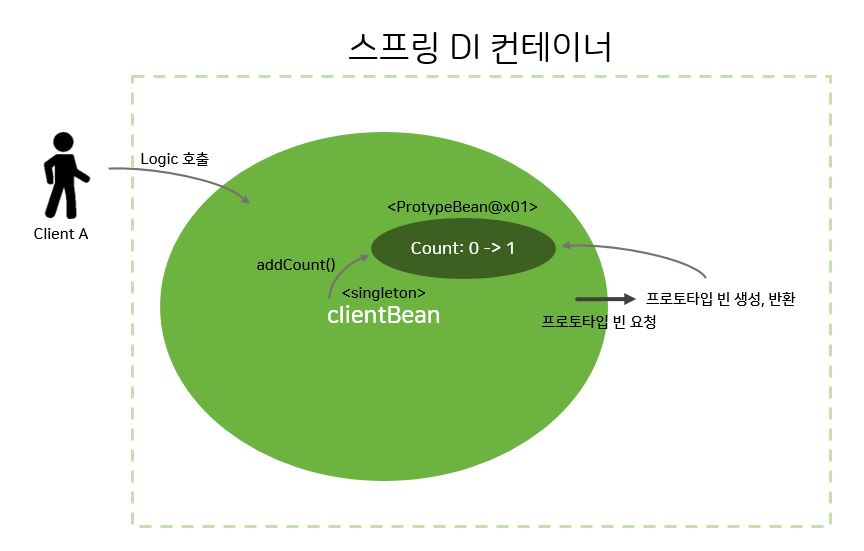 스프링 DI 컨테이너
Logic 호출
Client A
<ProtypeBean@x01>
Count: 0 -> 1
addCount()
<singleton>
clientBean
프로토타입 빈 생성, 반환
프로토타입 빈 요청